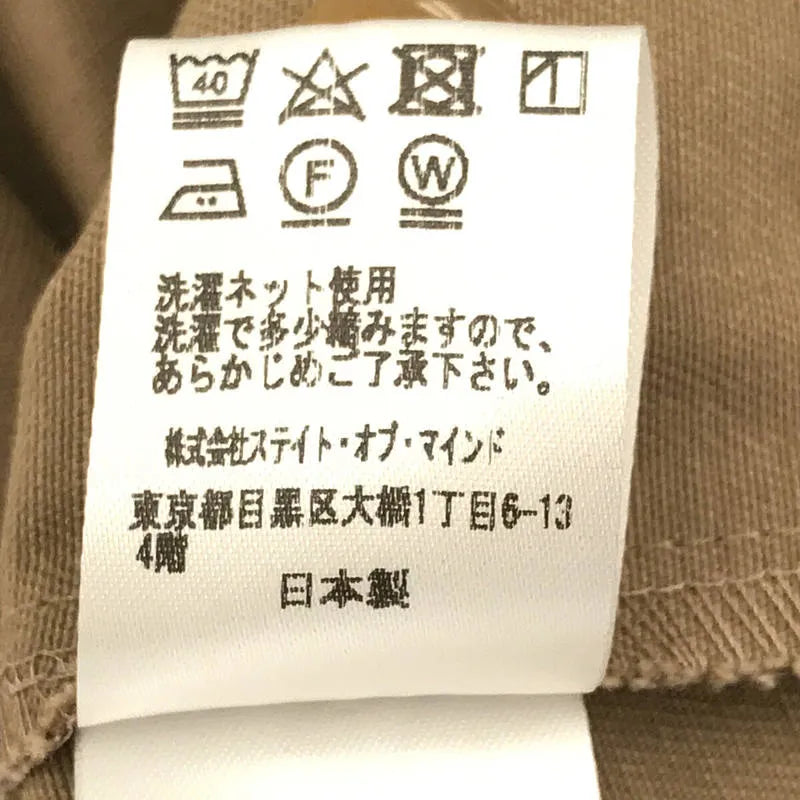 40
F W
洗濯ネット使用
洗濯で多少縮みますので、
あらかじめご了承下さい。
株式会社ステイト・オブ・マインド
東京都目黒区大橋1丁目6-13
4階
日本製